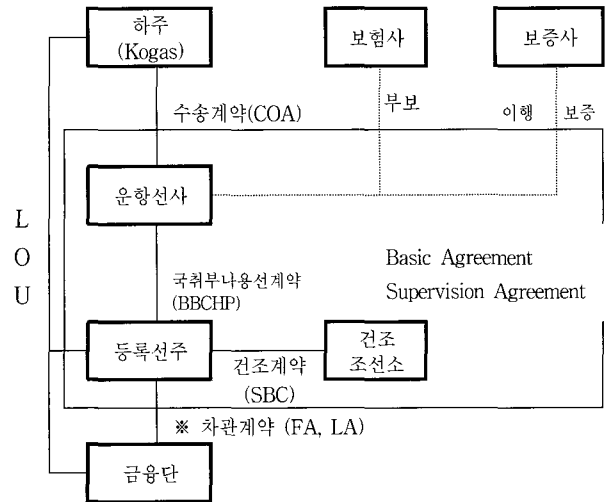 하주
(Kogas)
보험사
보증사
수송계약(COA)
부보
이행
보증
운항선사
L
O
U
국취부나용선계약
(BBCHP)
Basic Agreement
Supervision Agreement
등록선주
건조계약
(SBC)
건조
조선소
※ 차관계약 (FA, LA)
금융단